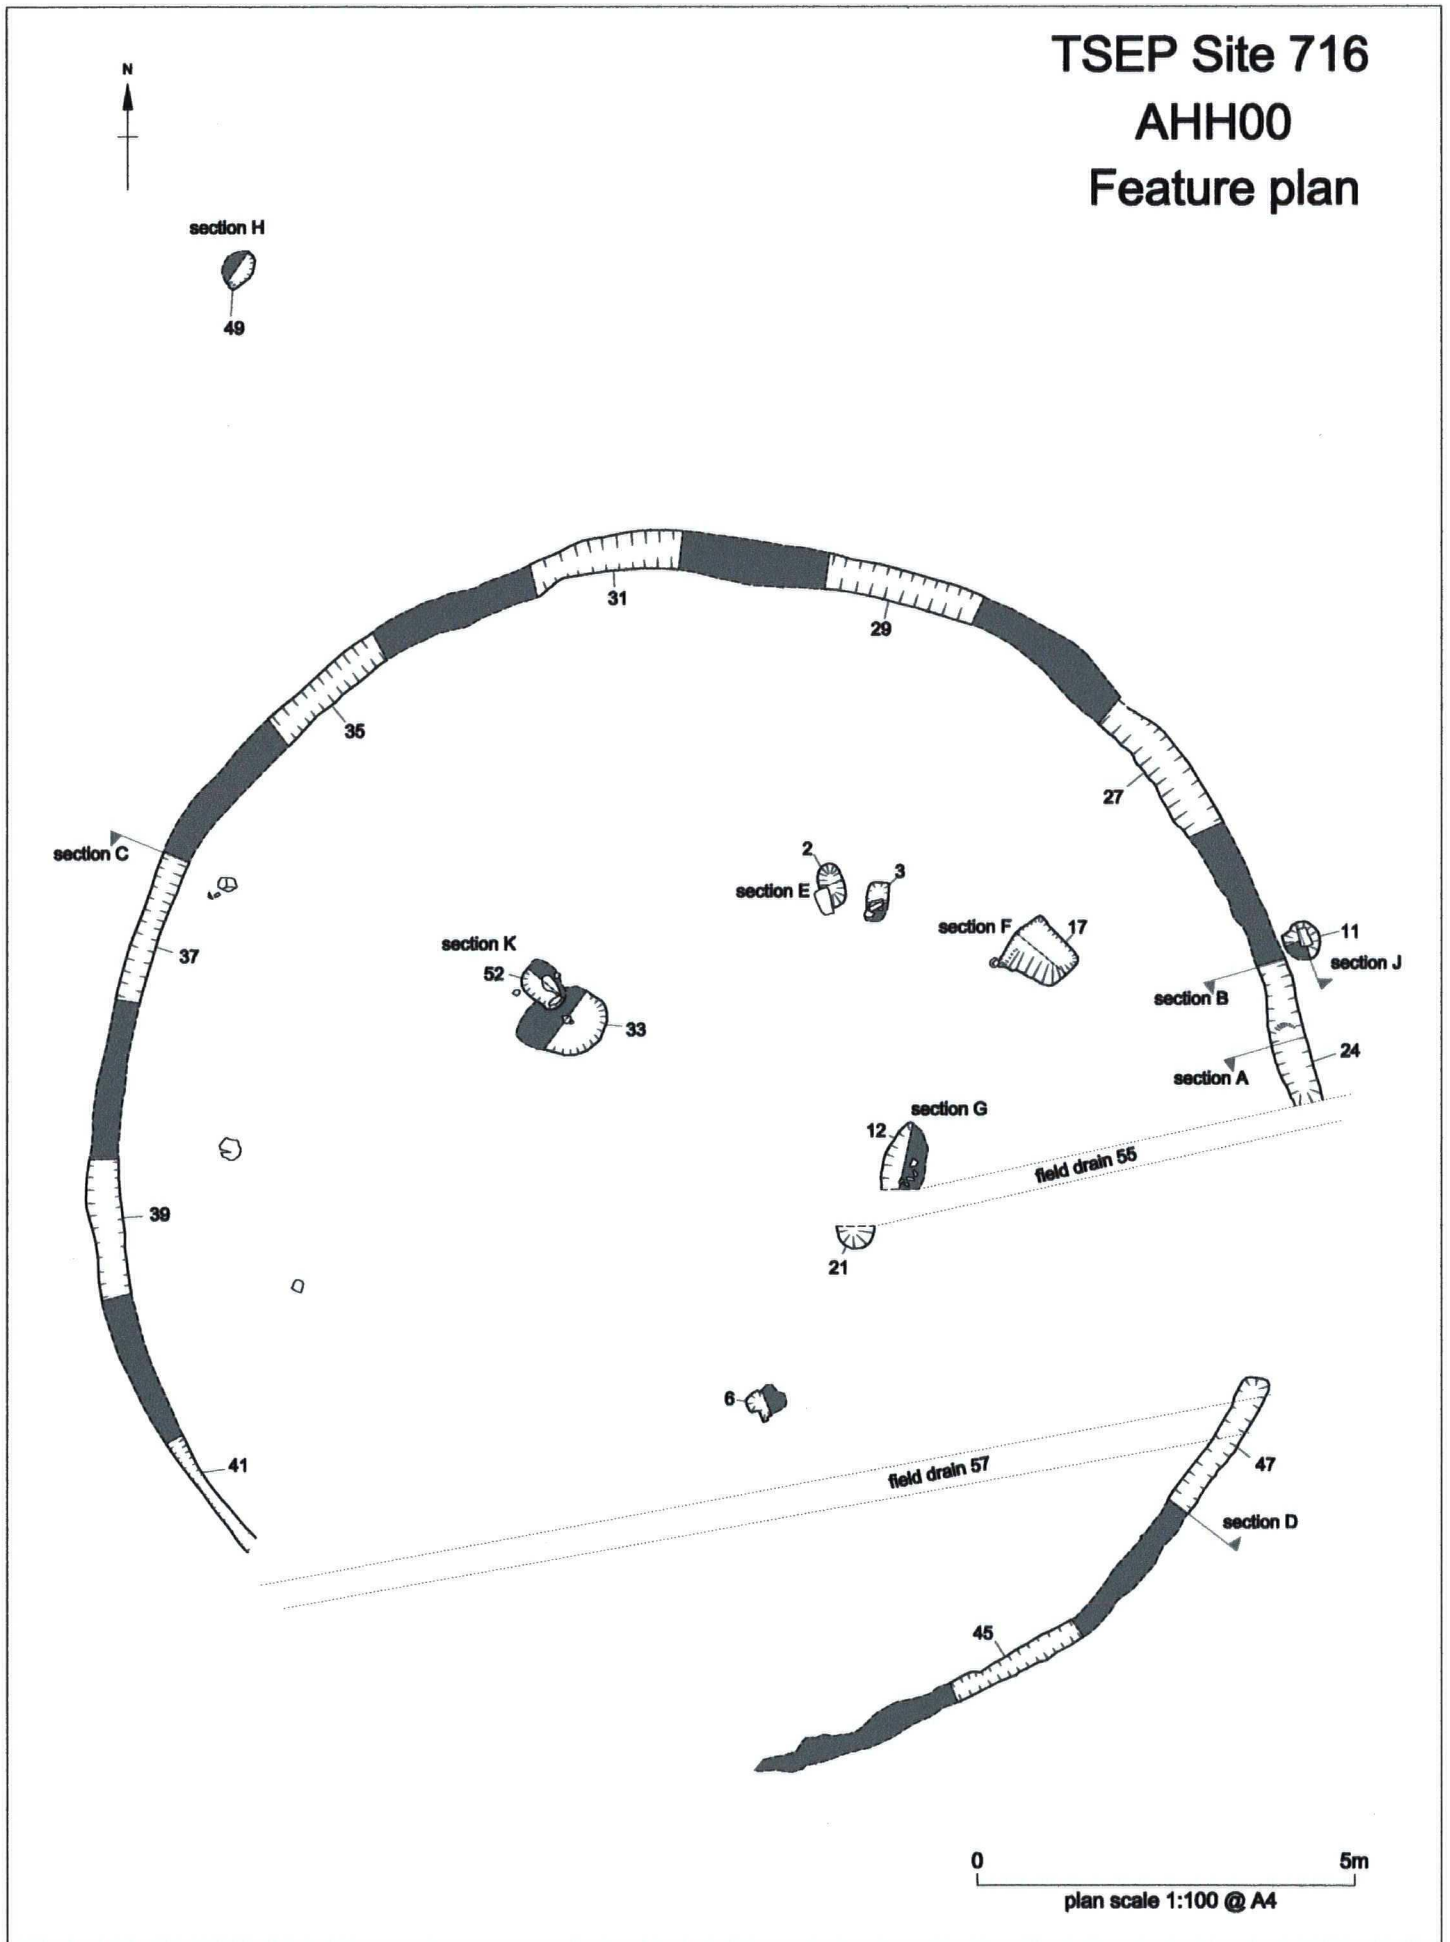 TSEP Site 716
AHH00
Feature plan
N
section H
49
31
29
35
27
section C
37
2
section E
3
section F
17
11
section J
section K
52
33
section B
24
section A
section G
12
field drain 55
39
21
6
41
field drain 57
47
section D
45
0
5m
plan scale 1:100 @ A4